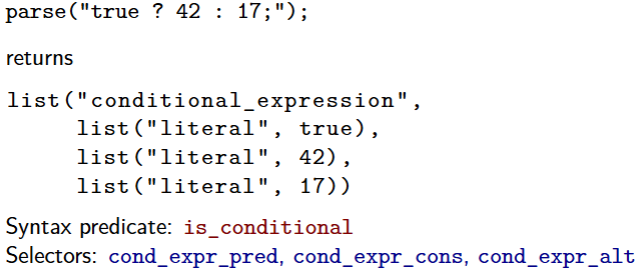 parse("true ? 42 : 17;");
returns
list("conditional_expression",
list("literal", true),
list("literal", 42),
list("literal", 17))
Syntax predicate: is_conditional
Selectors: cond_expr_pred, cond_expr_cons, cond_expr_alt